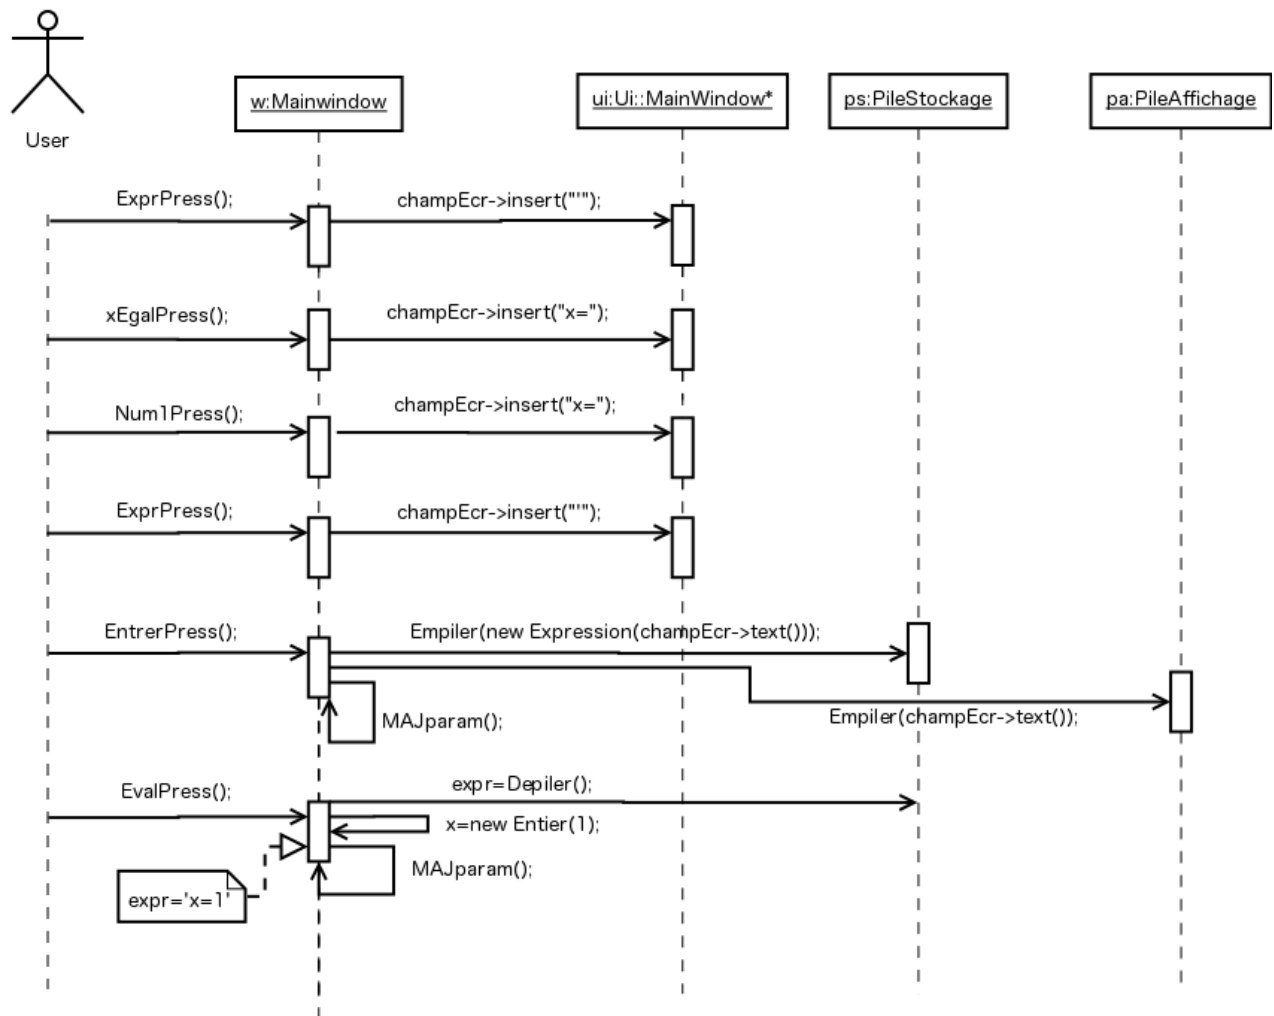 User
w:Mainwindow
ui:Ui::MainWindow*
ps:PileStockage
pa:PileAffichage
ExprPress();
champEcr->insert("'");
xEgalPress();
champEcr->insert("x=");
Num1Press();
champEcr->insert("x=");
ExprPress();
champEcr->insert("'");
EntrerPress();
Empiler(new Expression(champEcr->text()));
Empiler(champEcr->text());
MAJparam();
EvalPress();
expr=Depiler();
x=new Entier(1);
MAJparam();
expr='x=1'